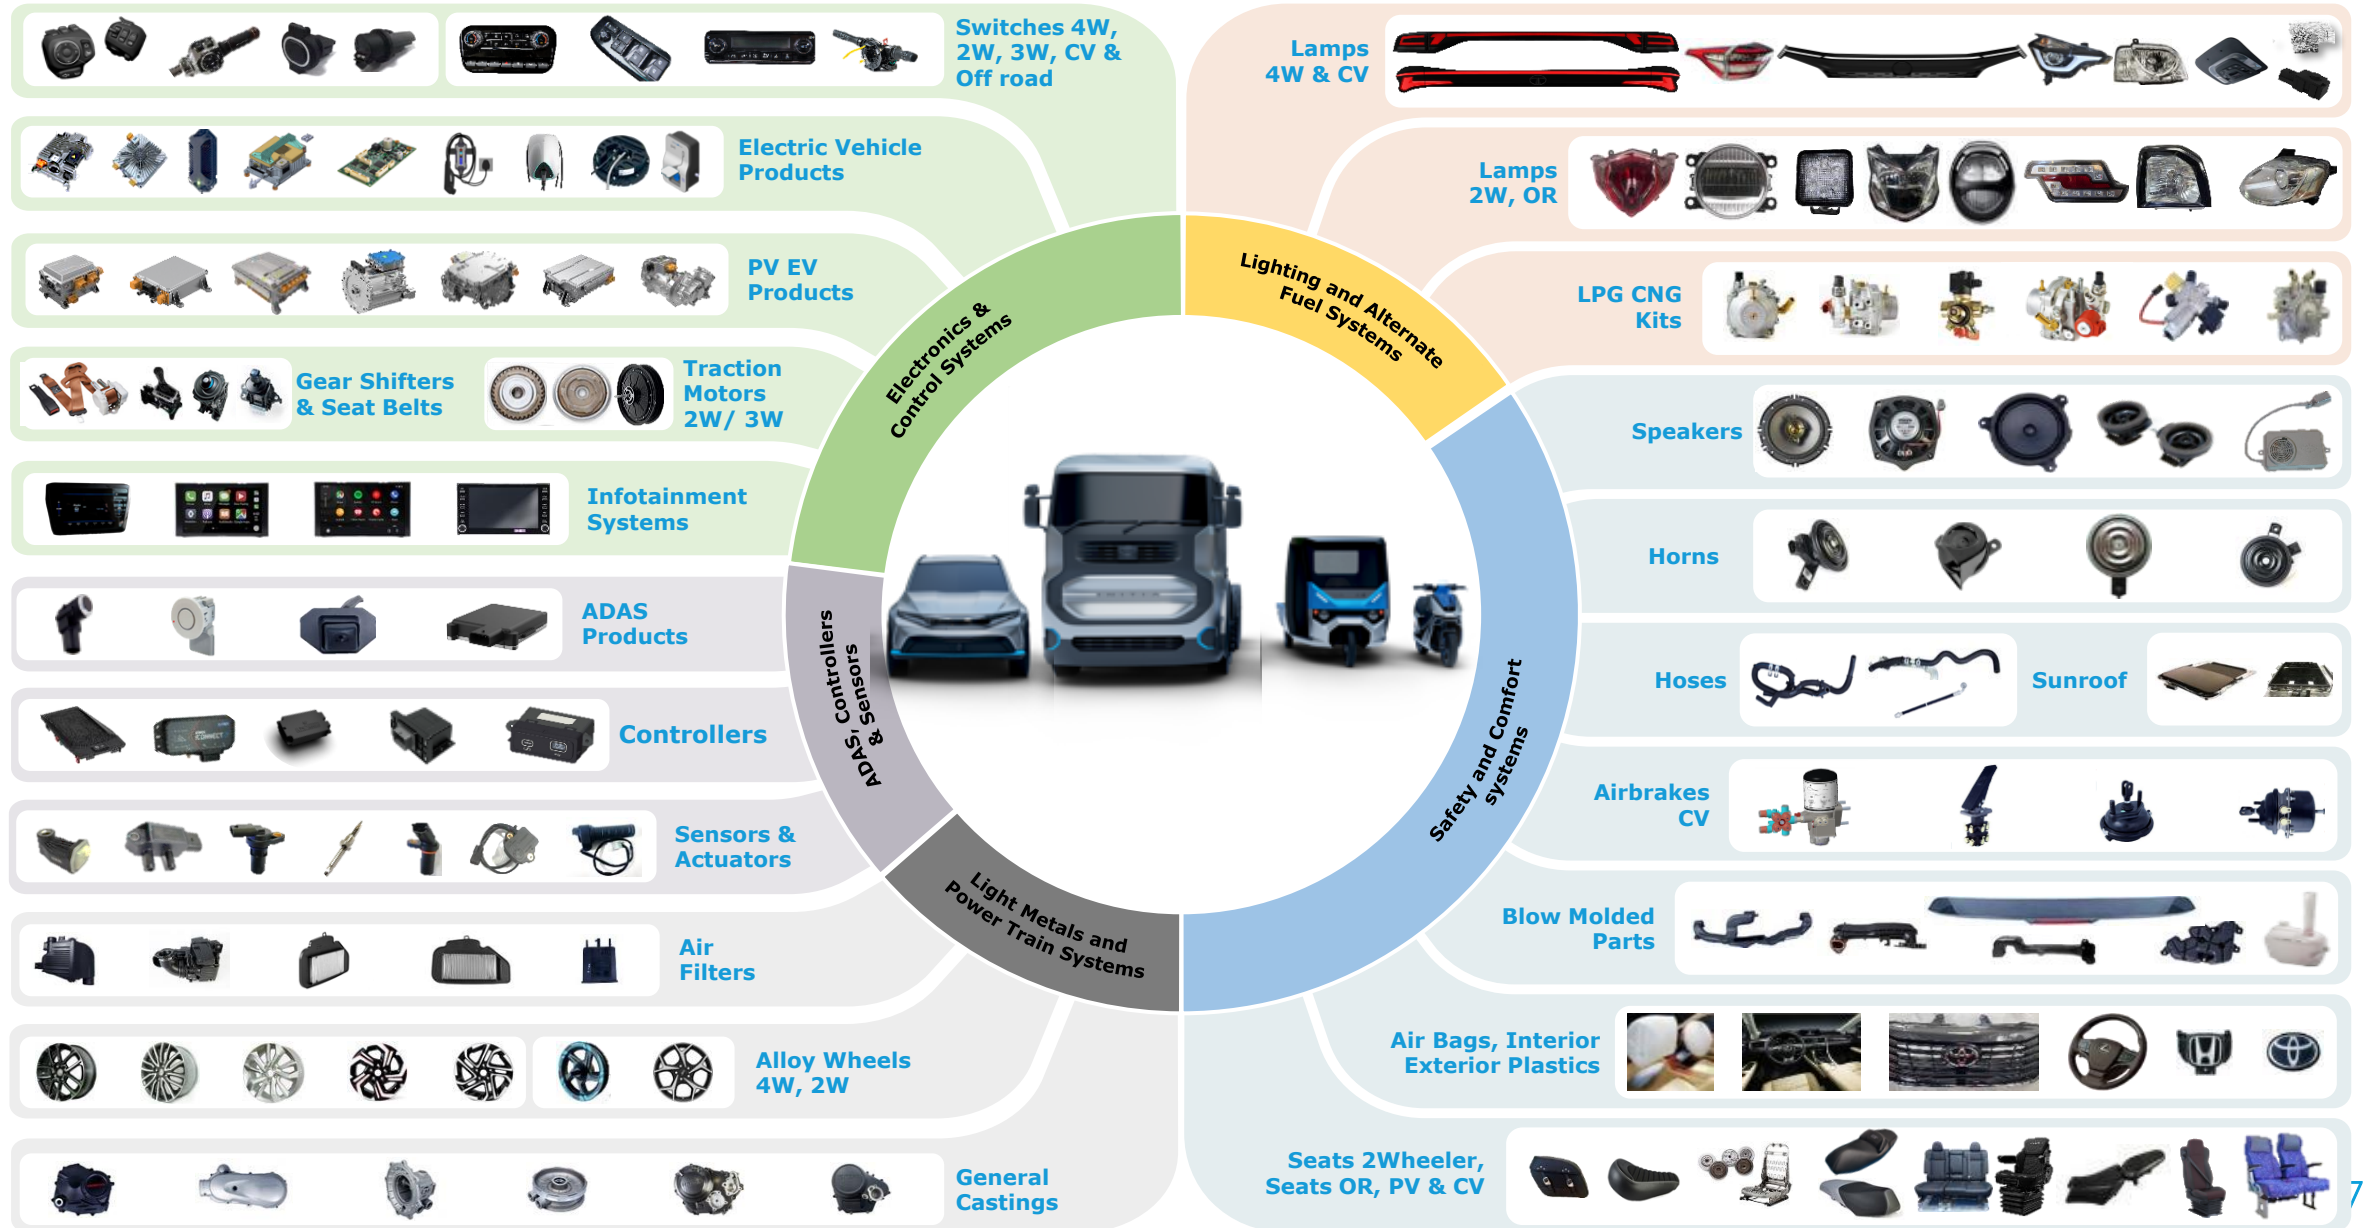 Switches 4W,
2W, 3W, CV &
Off road
Electric Vehicle
Products
PV EV
Products
Gear Shifters
& Seat Belts
Traction
Motors
2W/ 3W
Infotainment
Systems
ADAS
Products
Controllers
Sensors &
Actuators
Air
Filters
Alloy Wheels
4W, 2W
General
Castings
Electronics &
Control Systems
ADAS, Controllers
& Sensors
Light Metals and
Power Train Systems
Lighting and Alternate
Fuel Systems
Safety and Comfort
systems
Lamps
4W & CV
Lamps
2W, OR
LPG CNG
Kits
Speakers
Horns
Hoses
Sunroof
Airbrakes
CV
Blow Molded
Parts
Air Bags, Interior
Exterior Plastics
Seats 2Wheeler,
Seats OR, PV & CV
7